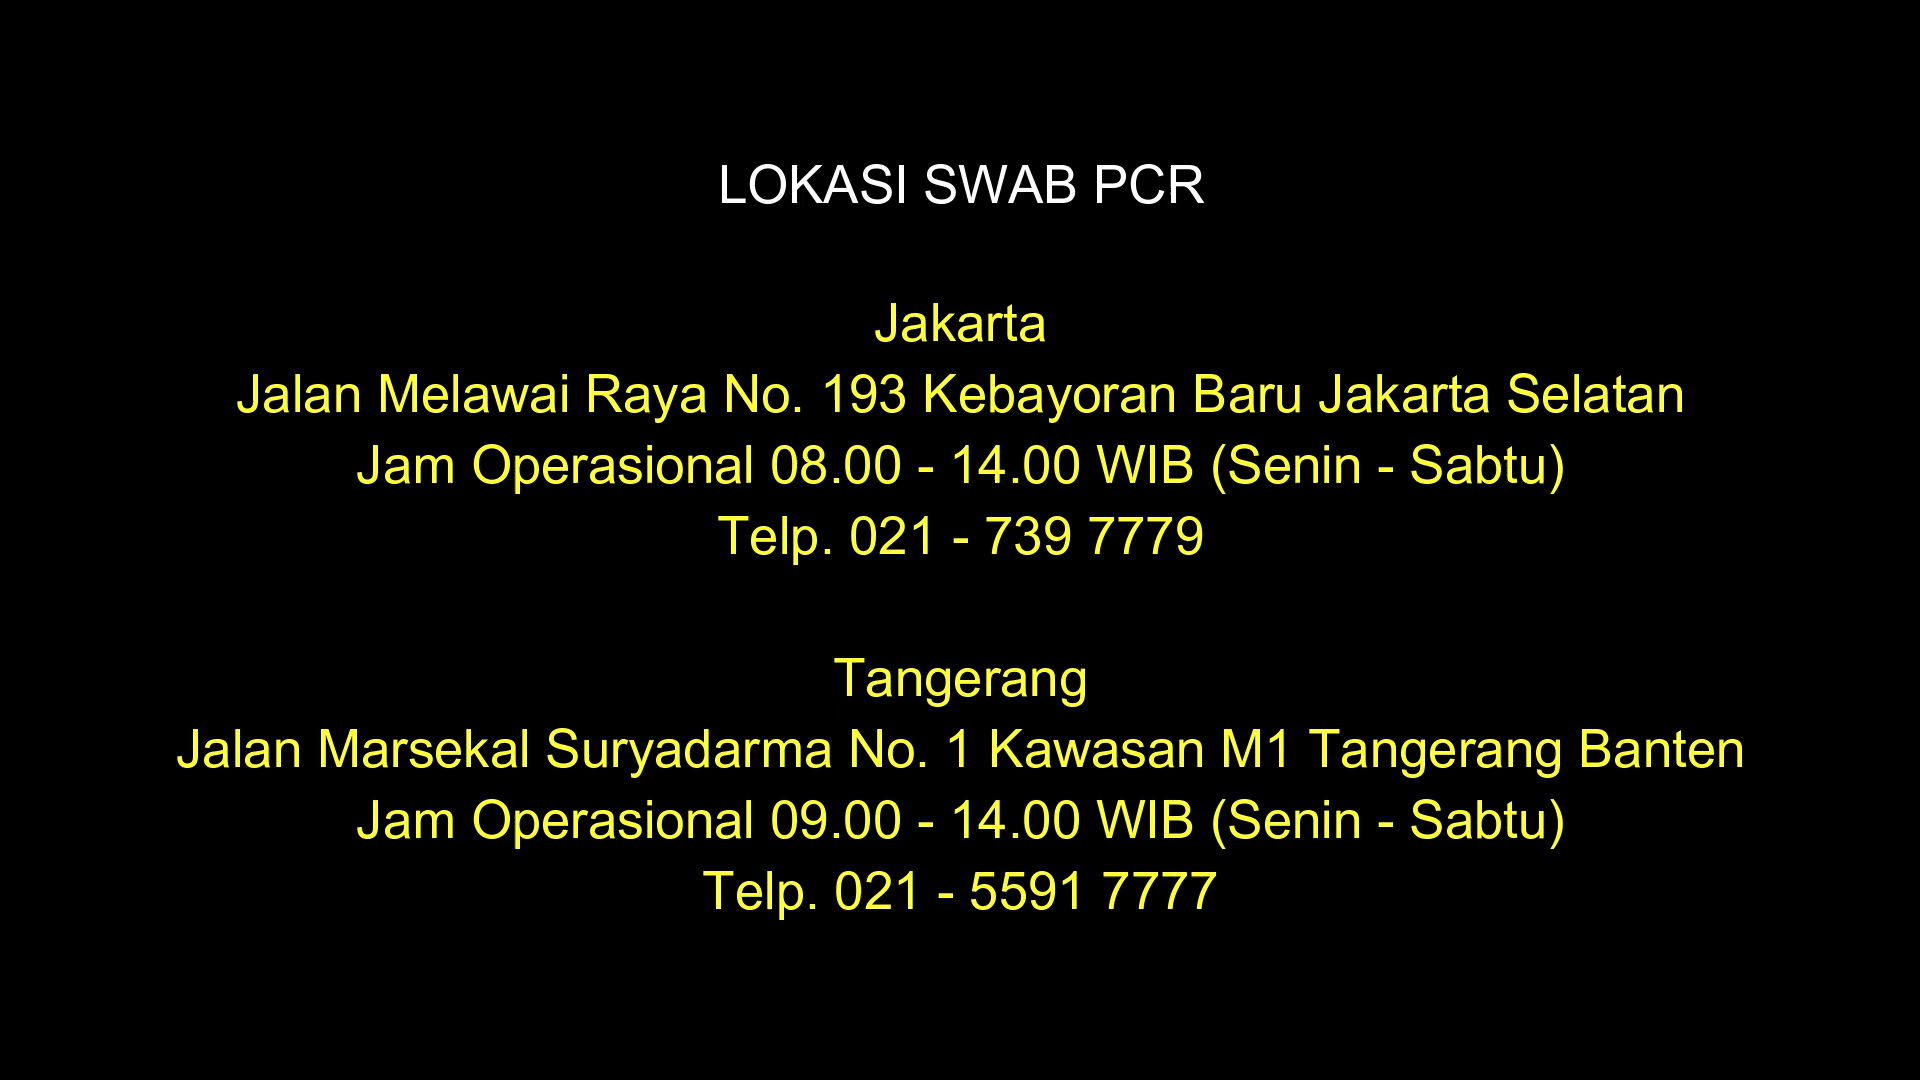 LOKASI SWAB PCR
Jakarta
Jalan Melawai Raya No. 193 Kebayoran Baru Jakarta Selatan
Jam Operasional 08.00 - 14.00 WIB (Senin - Sabtu)
Telp. 021 - 739 7779
Tangerang
Jalan Marsekal Suryadarma No. 1 Kawasan M1 Tangerang Banten
Jam Operasional 09.00 - 14.00 WIB (Senin - Sabtu)
Telp. 021 - 5591 7777